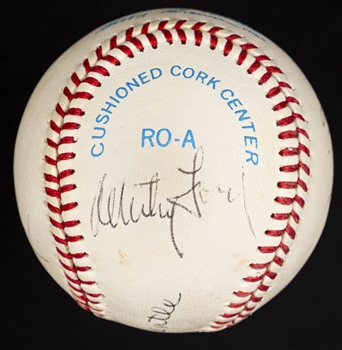 CUSHIONED CORK CENTER
RO-A
Whitey Ford